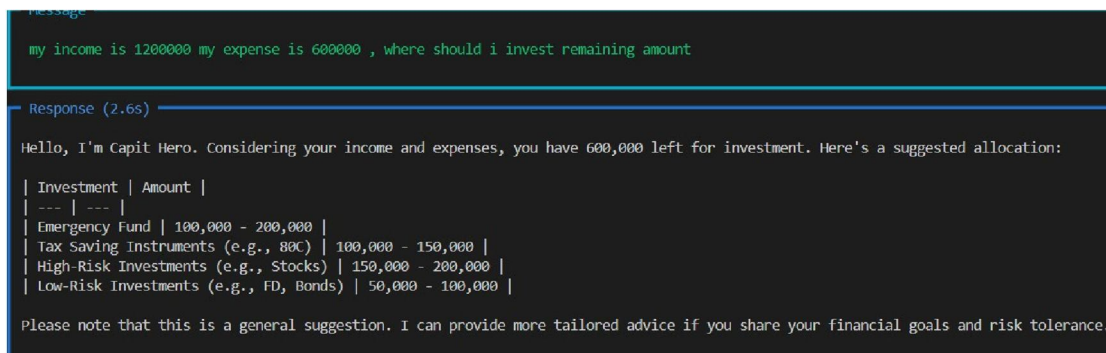 Message
my income is 1200000 my expense is 600000 , where should i invest remaining amount
Response (2.6s)
Hello, I'm Capit Hero. Considering your income and expenses, you have 600,000 left for investment. Here's a suggested allocation:
| Investment | Amount |
| --- | --- |
| Emergency Fund | 100,000 - 200,000 |
| Tax Saving Instruments (e.g., 80C) | 100,000 - 150,000 |
| High-Risk Investments (e.g., Stocks) | 150,000 - 200,000 |
| Low-Risk Investments (e.g., FD, Bonds) | 50,000 - 100,000 |
Please note that this is a general suggestion. I can provide more tailored advice if you share your financial goals and risk tolerance.